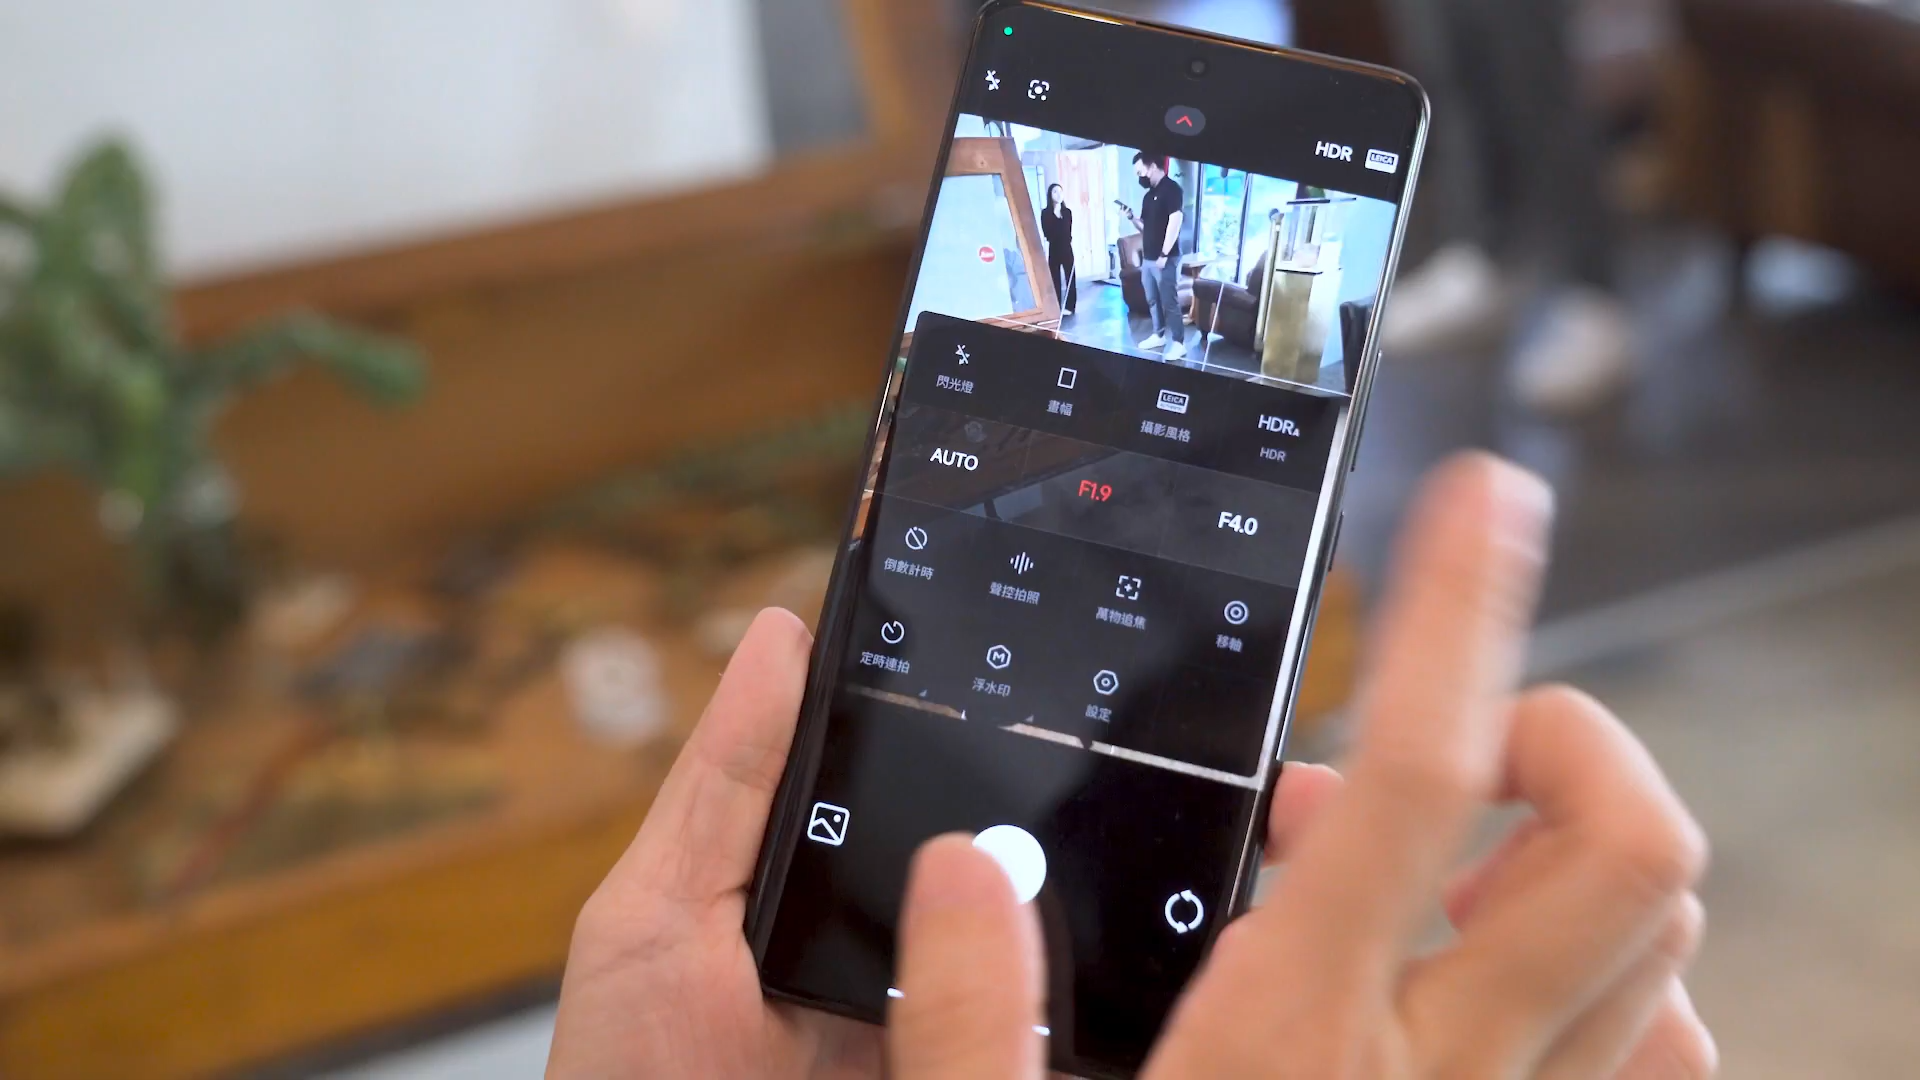 HDR LEICA
閃光燈
畫幅
LEICA
攝影風格
HDRA
HDR
AUTO
F1.9
F4.0
倒數計時
聲控拍照
萬物追焦
移軸
定時連拍
浮水印
設定